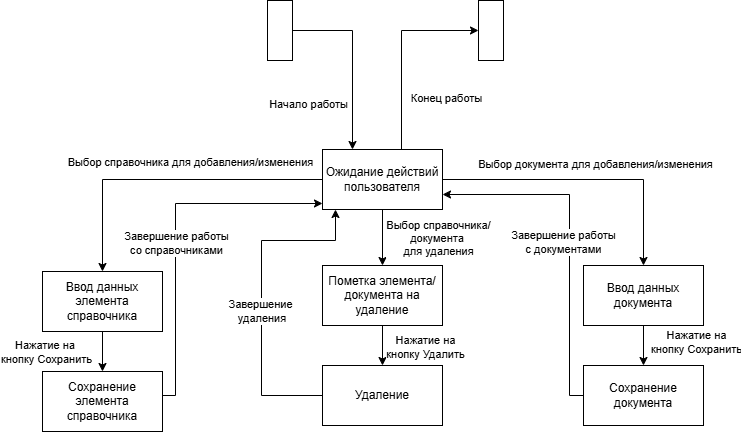 Начало работы
Конец работы
Выбор справочника для добавления/изменения
Ожидание действий
пользователя
Выбор документа для добавления/изменения
Завершение работы
со справочниками
Выбор справочника/
документа
для удаления
Завершение работы
с документами
Ввод данных
элемента
справочника
Завершение
удаления
Пометка элемента/
документа на
удаление
Ввод данных
документа
Нажатие на
кнопку Сохранить
Нажатие на
кнопку Удалить
Нажатие на
кнопку Сохранить
Сохранение
элемента
справочника
Удаление
Сохранение
документа